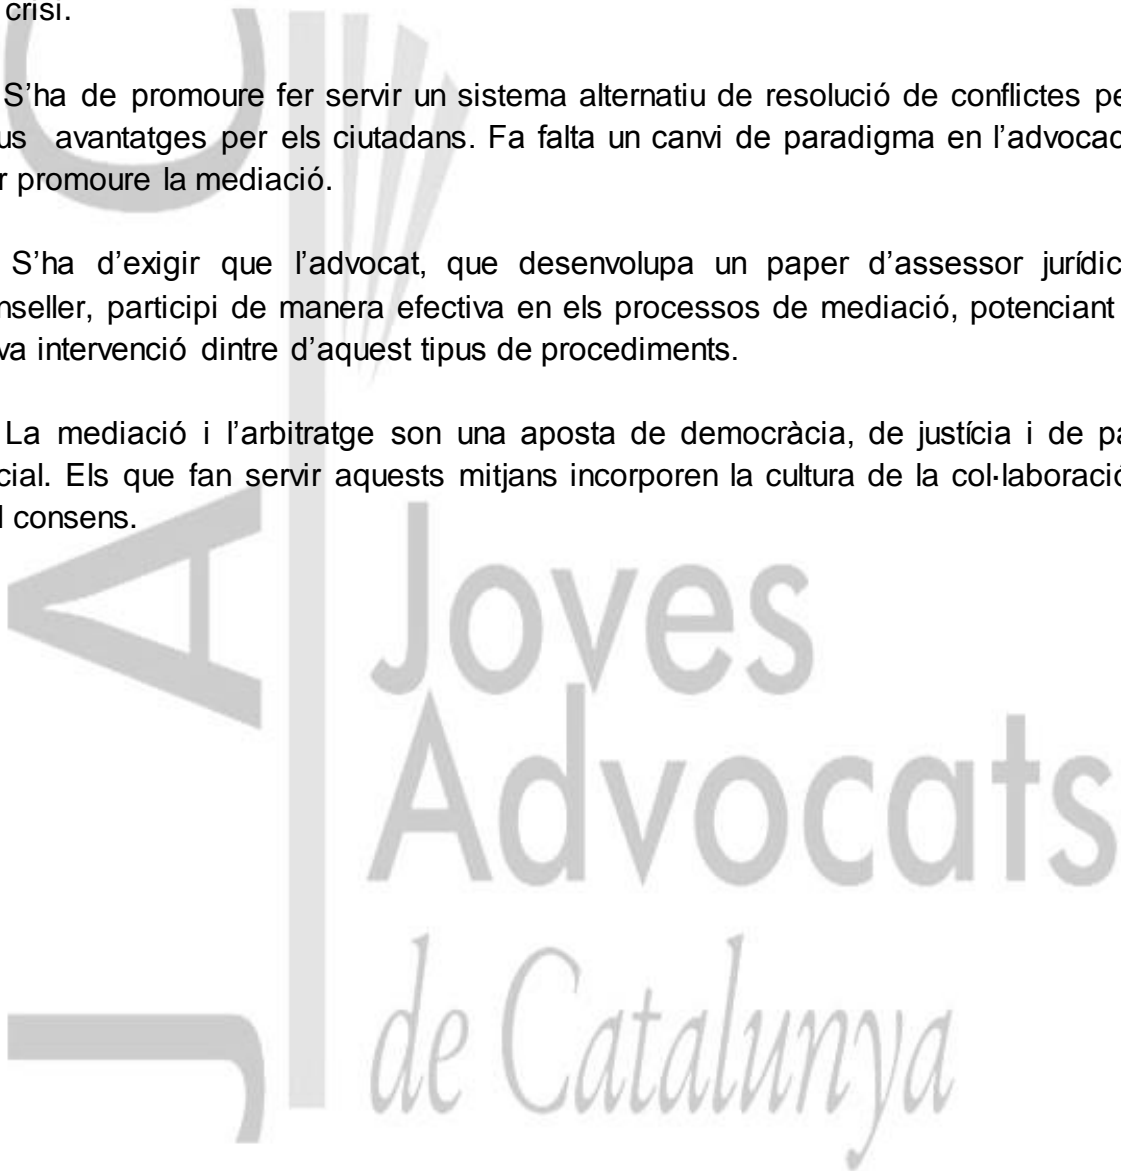 crisi.
S’ha de promoure fer servir un sistema alternatiu de resolució de conflictes pe
us avantatges per els ciutadans. Fa falta un canvi de paradigma en l’advocac
r promoure la mediació.
S’ha d’exigir que l’advocat, que desenvolupa un paper d’assessor jurídic
nseller, participi de manera efectiva en els processos de mediació, potenciant
va intervenció dintre d’aquest tipus de procediments.
La mediació i l’arbitratge son una aposta de democràcia, de justícia i de pa
cial. Els que fan servir aquests mitjans incorporen la cultura de la col·laboració
l consens.
J A C
Joves
Advocats
de Catalunya